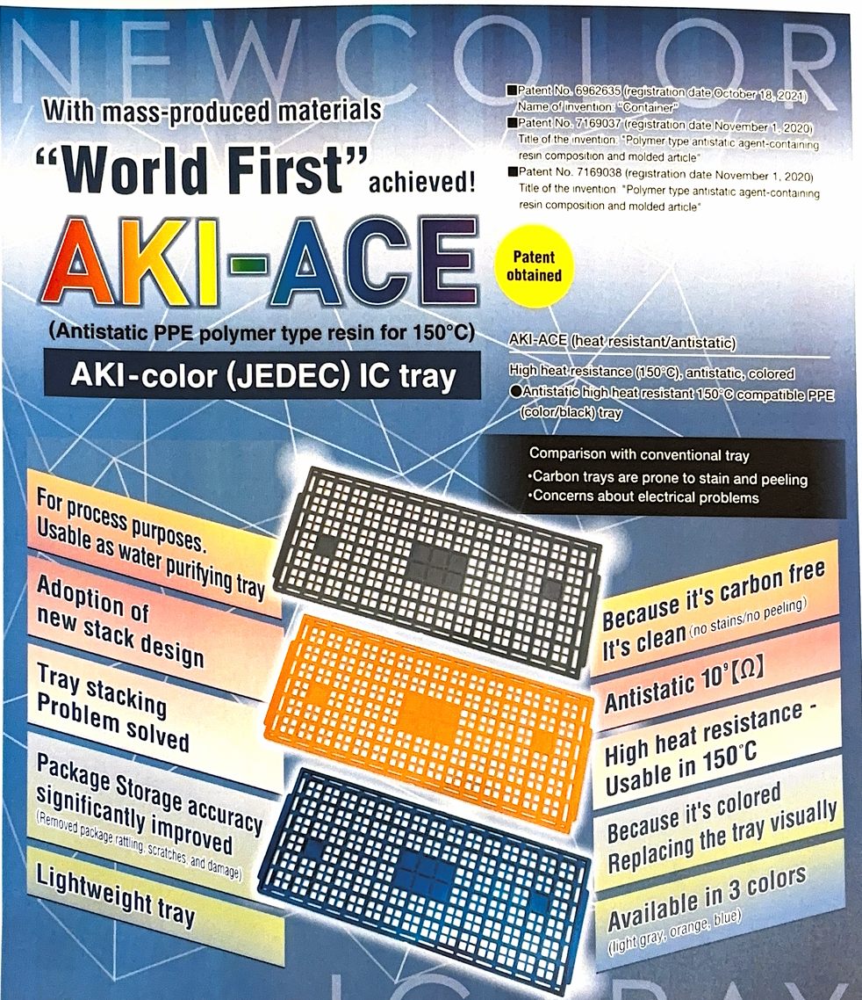 NEWCOLOR
With mass-produced materials
“World First” achieved!
AKI-ACE
(Antistatic PPE polymer type resin for 150°C)
AKI-color (JEDEC) IC tray
■Patent No. 6962635 (registration date October 18, 2021)
Name of invention: “Container”
■Patent No. 7169037 (registration date November 1, 2020)
Title of the invention: "Polymer type antistatic agent-containing
resin composition and molded article"
■Patent No. 7169038 (registration date November 1, 2020)
Title of the invention: "Polymer type antistatic agent-containing
resin composition and molded article"
Patent
obtained
AKI-ACE (heat resistant/antistatic)
High heat resistance (150°C), antistatic, colored
●Antistatic high heat resistant 150°C compatible PPE
(color/black) tray
Comparison with conventional tray
•Carbon trays are prone to stain and peeling
•Concerns about electrical problems
For process purposes.
Usable as water purifying tray
Adoption of
new stack design
Tray stacking
Problem solved
Package Storage accuracy
significantly improved
(Removed package rattling, scratches, and damage)
Lightweight tray
Because it's carbon free
It's clean (no stains/no peeling)
Antistatic 10⁹【Ω】
High heat resistance -
Usable in 150°C
Because it's colored
Replacing the tray visually
Available in 3 colors
(light gray, orange, blue)